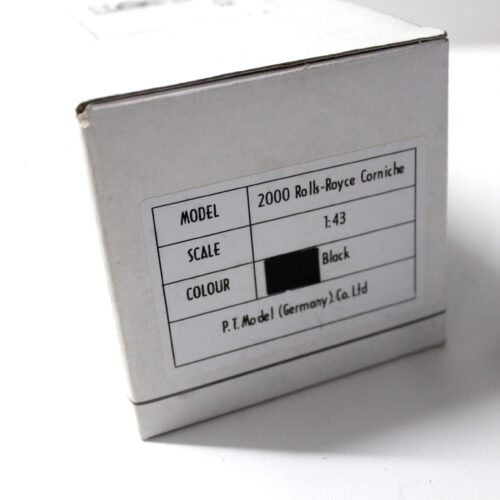 MODEL 2000 Rolls-Royce Corniche
SCALE 1:43
COLOUR Black
P.T.Model (Germany).Co.Ltd